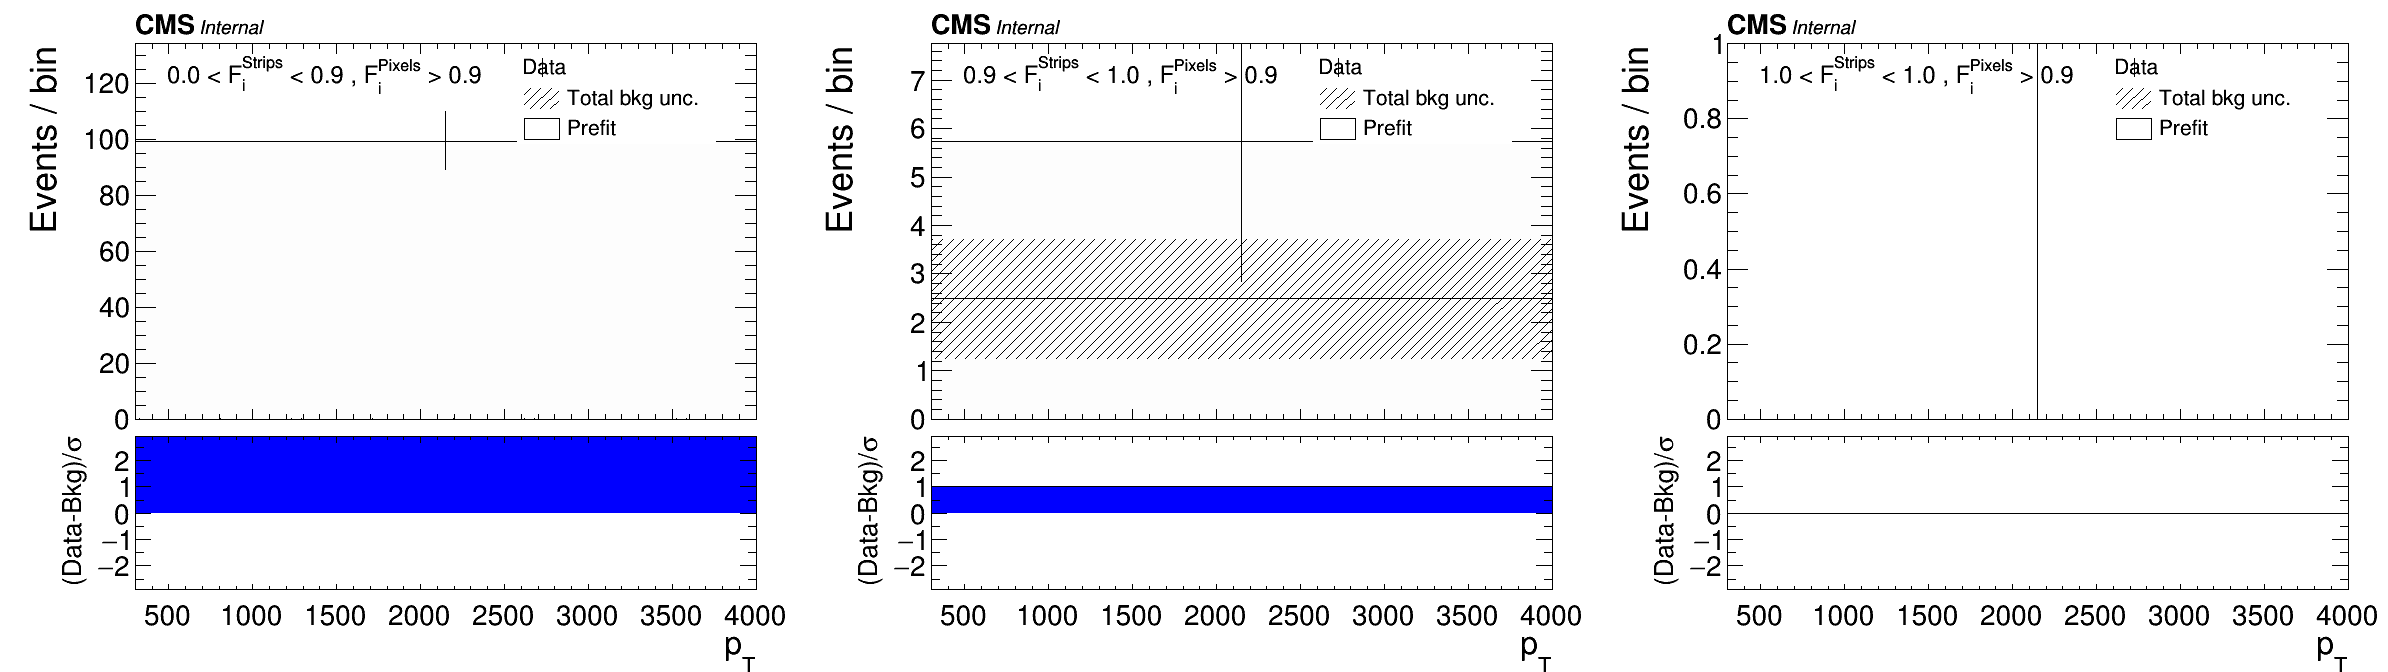 CMS Internal
0.0 < F_i^Strips < 0.9 , F_i^Pixels > 0.9
Data
Total bkg unc.
Prefit
Events / bin
120
100
80
60
40
20
0
(Data-Bkg)/σ
2
1
0
−1
−2
500 1000 1500 2000 2500 3000 3500 4000
p_T
CMS Internal
0.9 < F_i^Strips < 1.0 , F_i^Pixels > 0.9
Data
Total bkg unc.
Prefit
Events / bin
7
6
5
4
3
2
1
0
(Data-Bkg)/σ
2
1
0
−1
−2
500 1000 1500 2000 2500 3000 3500 4000
p_T
CMS Internal
1.0 < F_i^Strips < 1.0 , F_i^Pixels > 0.9
Data
Total bkg unc.
Prefit
Events / bin
1
0.8
0.6
0.4
0.2
0
(Data-Bkg)/σ
2
1
0
−1
−2
500 1000 1500 2000 2500 3000 3500 4000
p_T